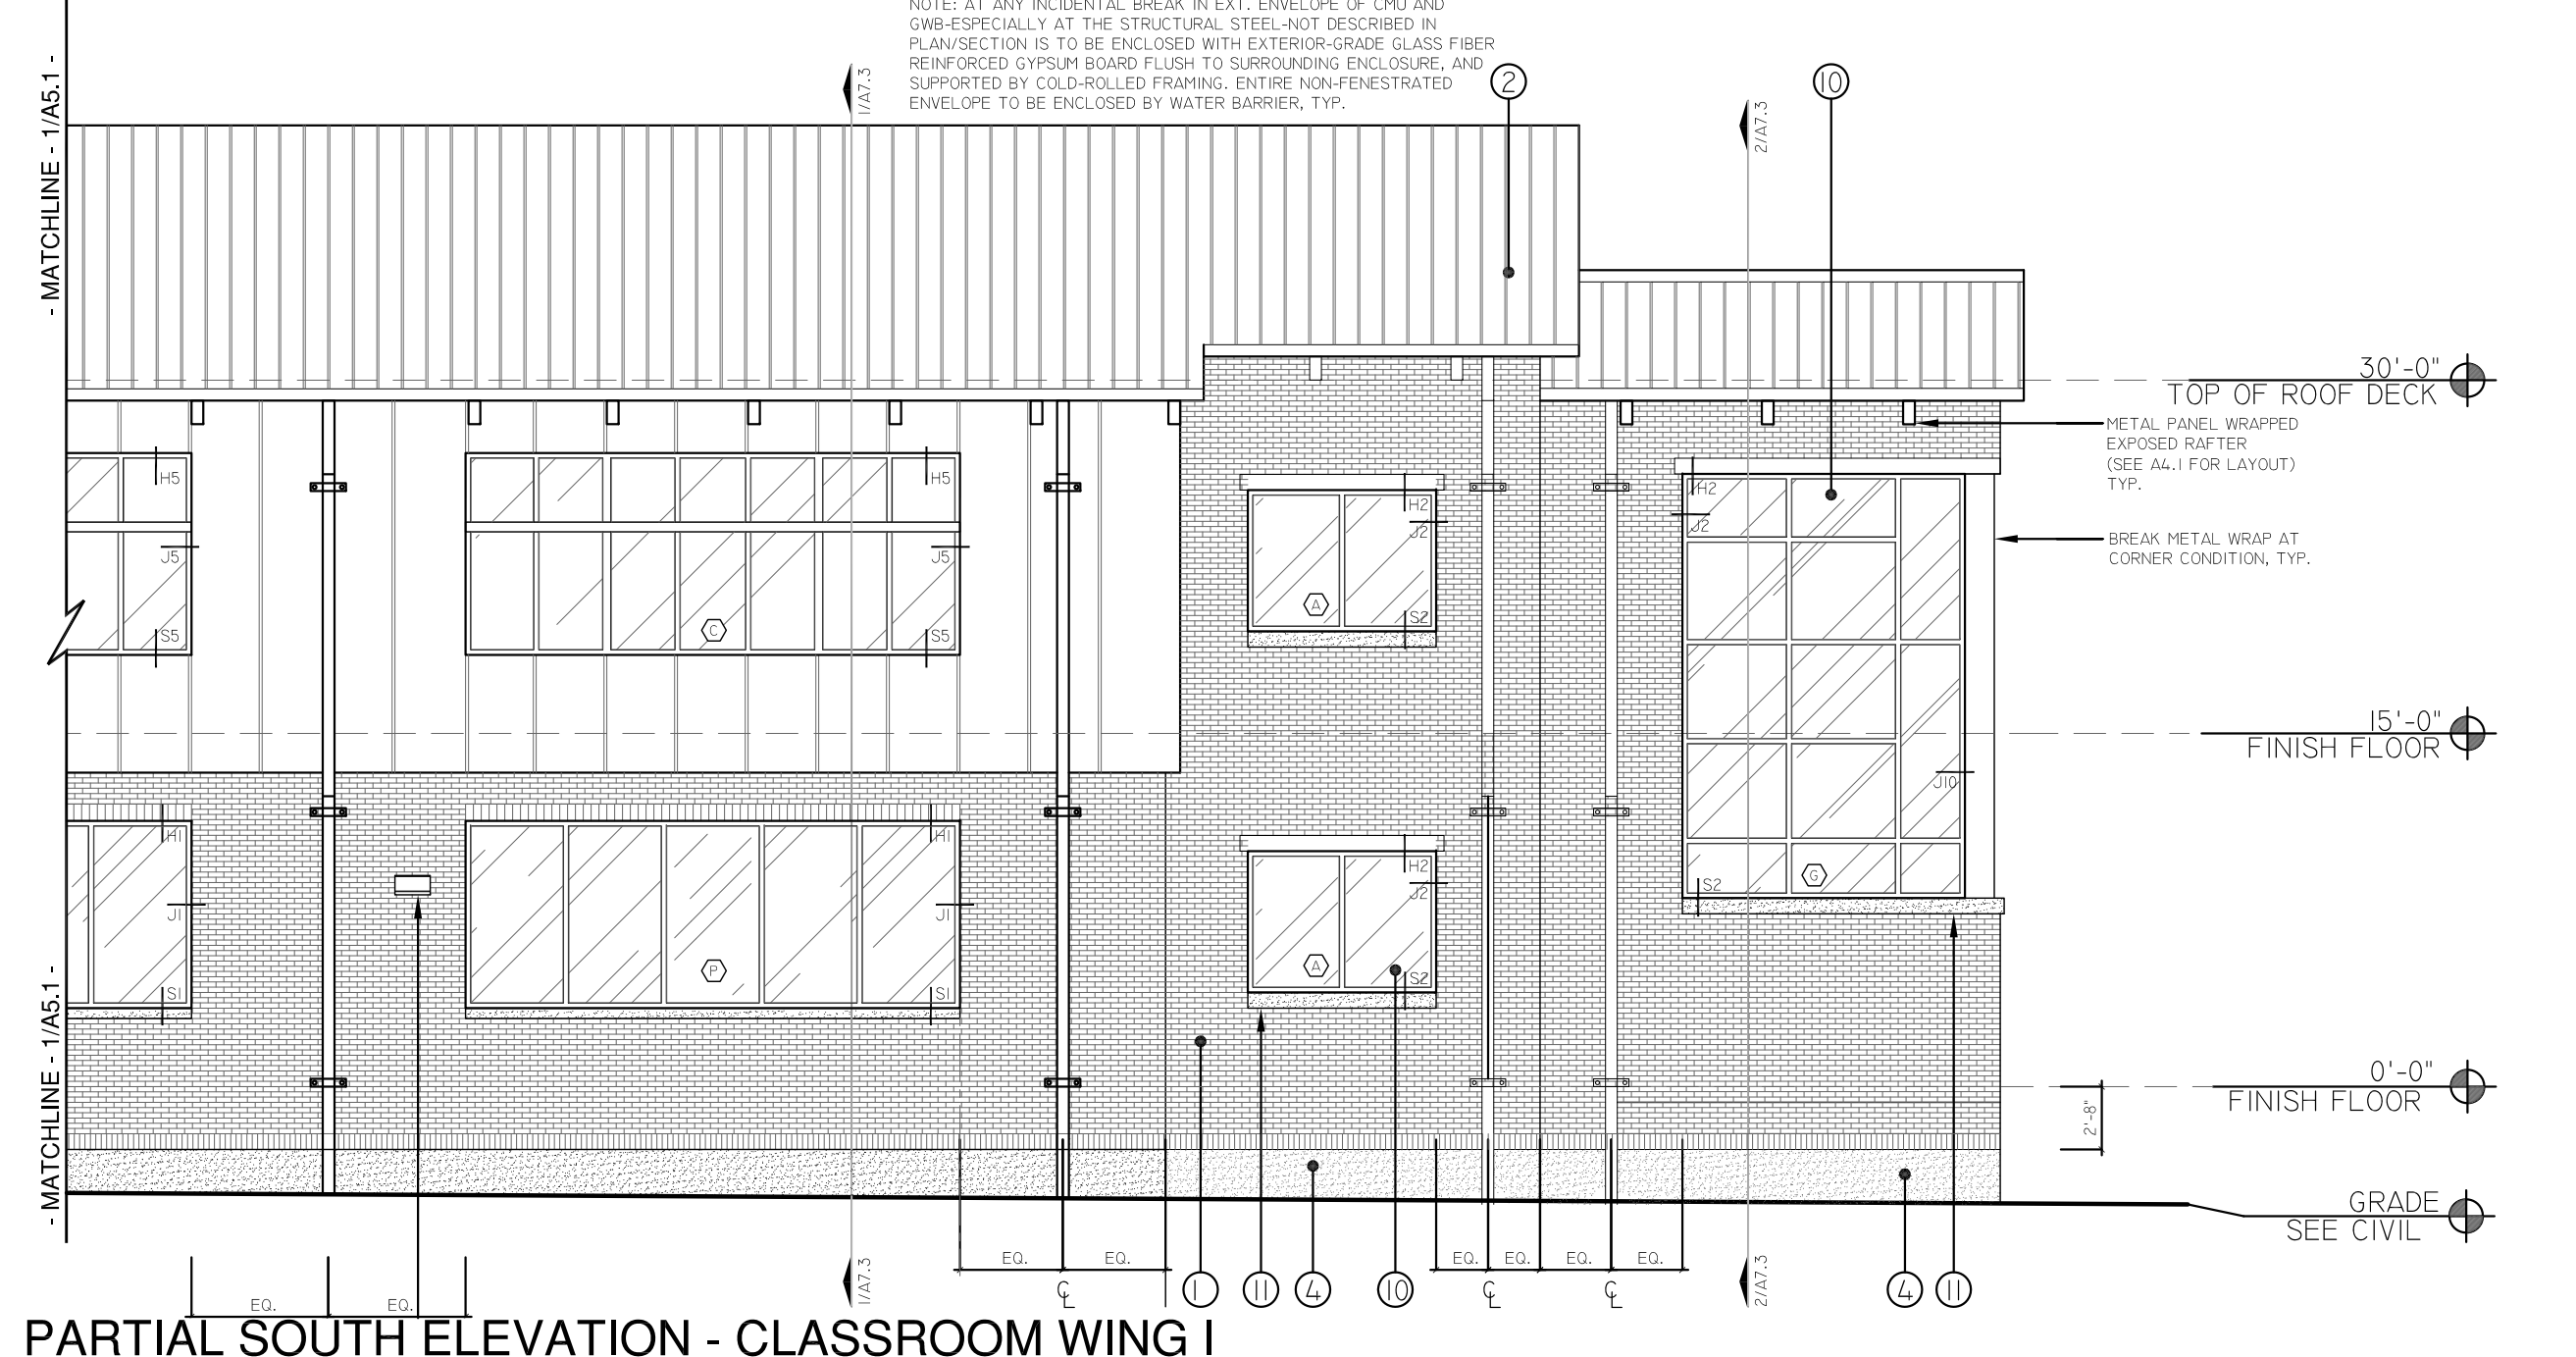 NOTE: AT ANY INCIDENTAL BREAK IN EXT. ENVELOPE OF CMU AND
GWB-ESPECIALLY AT THE STRUCTURAL STEEL-NOT DESCRIBED IN
PLAN/SECTION IS TO BE ENCLOSED WITH EXTERIOR-GRADE GLASS FIBER
REINFORCED GYPSUM BOARD FLUSH TO SURROUNDING ENCLOSURE, AND
SUPPORTED BY COLD-ROLLED FRAMING. ENTIRE NON-FENESTRATED
ENVELOPE TO BE ENCLOSED BY WATER BARRIER, TYP.
- MATCHLINE - 1/A5.1 -
1/A7.3
2
10
2/A7.3
30'-0"
TOP OF ROOF DECK
METAL PANEL WRAPPED
EXPOSED RAFTER
(SEE A4.1 FOR LAYOUT)
TYP.
BREAK METAL WRAP AT
CORNER CONDITION, TYP.
H5
H5
H2
H2
J2
J2
J5
J5
A
S2
C
S5
S5
15'-0"
FINISH FLOOR
J10
H1
H1
H2
J2
G
S2
J1
J1
A
S2
P
S1
S1
- MATCHLINE - 1/A5.1 -
0'-0"
FINISH FLOOR
2'-8"
GRADE
SEE CIVIL
EQ.
EQ.
EQ.
EQ.
EQ.
EQ.
1/A7.3
CL
1
11
4
10
CL
CL
2/A7.3
4
11
EQ.
EQ.
PARTIAL SOUTH ELEVATION - CLASSROOM WING I